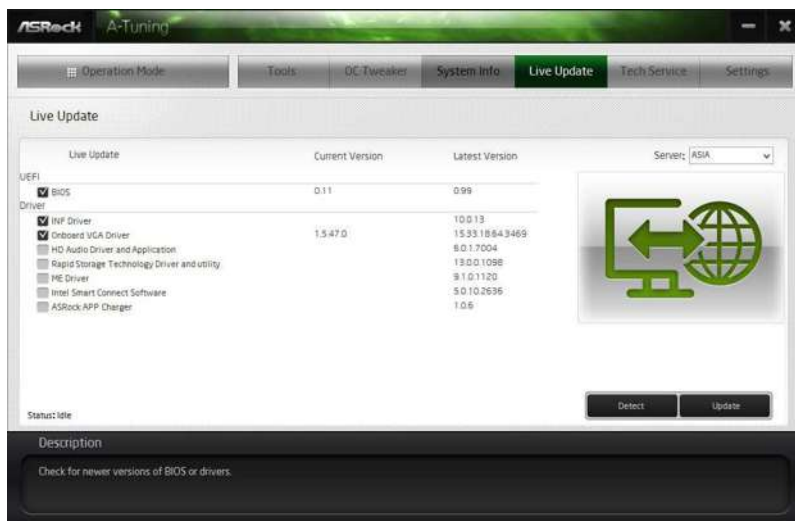 ASRock A-Tuning
Operation Mode Tools OC Tweaker System Info Live Update Tech Service Settings
Live Update
Live Update Current Version Latest Version Server: ASIA
UEFI
BIOS 0.11 0.99
Driver
INF Driver 10.0.13
Onboard VGA Driver 1.5.47.0 15.33.18.64.3469
HD Audio Driver and Application 6.0.1.7004
Rapid Storage Technology Driver and utility 13.0.0.1098
ME Driver 9.1.0.1120
Intel Smart Connect Software 5.0.10.2636
ASRock APP Charger 1.0.6
Status: Idle
Detect Update
Description
Check for newer versions of BIOS or drivers.